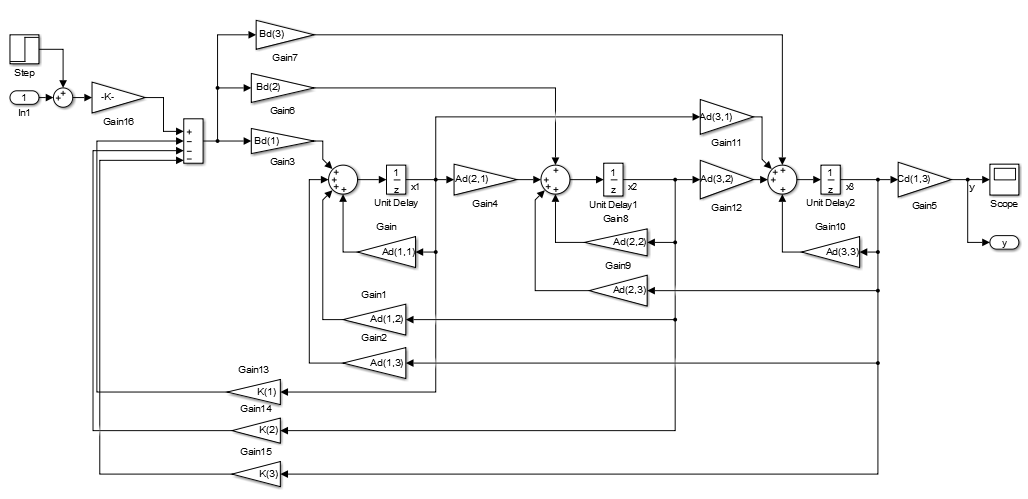 Bd(3)
Gain7
Step
Bd(2)
Gain6
1
In1
-K-
Gain16
Bd(1)
Gain3
Ad(3,1)
Gain11
1
z
x1
Unit Delay
Ad(2,1)
Gain4
1
z
x2
Unit Delay1
Ad(3,2)
Gain12
1
z
x3
Unit Delay2
Cd(1,3)
Gain5
y
Scope
y
Gain
Ad(1,1)
Gain8
Ad(2,2)
Gain10
Ad(3,3)
Gain9
Ad(2,3)
Gain1
Ad(1,2)
Gain2
Ad(1,3)
Gain13
K(1)
Gain14
K(2)
Gain15
K(3)